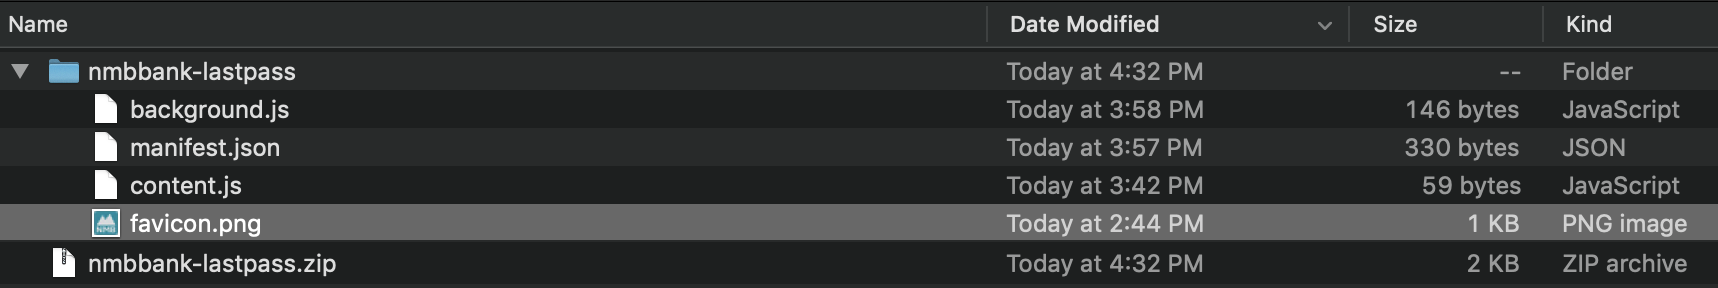 Name Date Modified Size Kind
nmbbank-lastpass Today at 4:32 PM -- Folder
background.js Today at 3:58 PM 146 bytes JavaScript
manifest.json Today at 3:57 PM 330 bytes JSON
content.js Today at 3:42 PM 59 bytes JavaScript
favicon.png Today at 2:44 PM 1 KB PNG image
nmbbank-lastpass.zip Today at 4:32 PM 2 KB ZIP archive